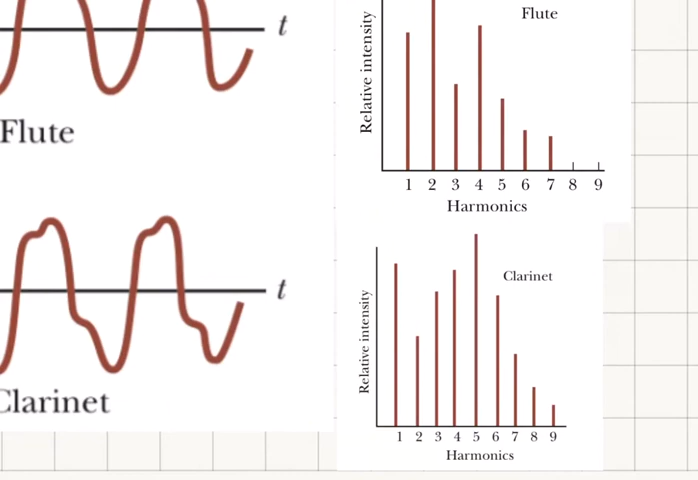 t
Flute
t
Clarinet
Flute
Relative intensity
1 2 3 4 5 6 7 8 9
Harmonics
Clarinet
Relative intensity
1 2 3 4 5 6 7 8 9
Harmonics